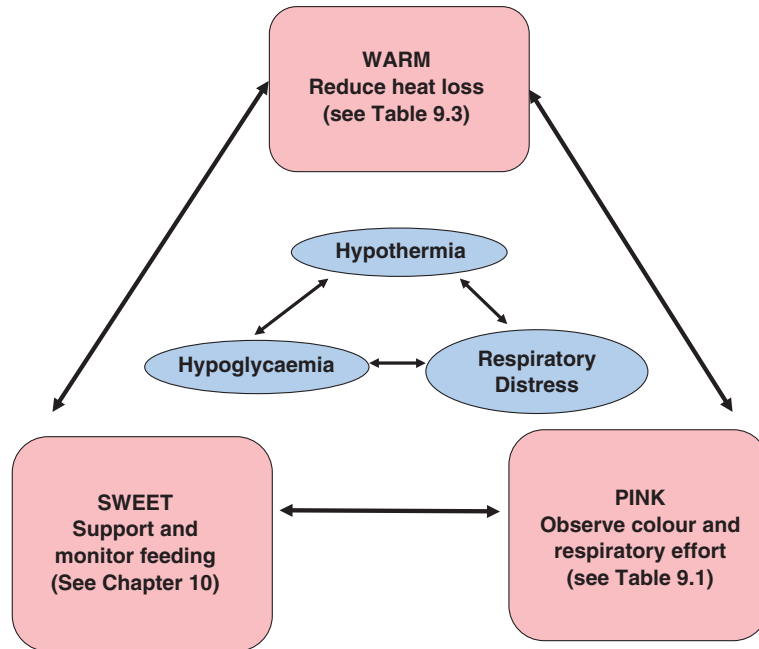 WARM
Reduce heat loss
(see Table 9.3)
Hypothermia
Hypoglycaemia
Respiratory
Distress
SWEET
Support and
monitor feeding
(See Chapter 10)
PINK
Observe colour and
respiratory effort
(see Table 9.1)